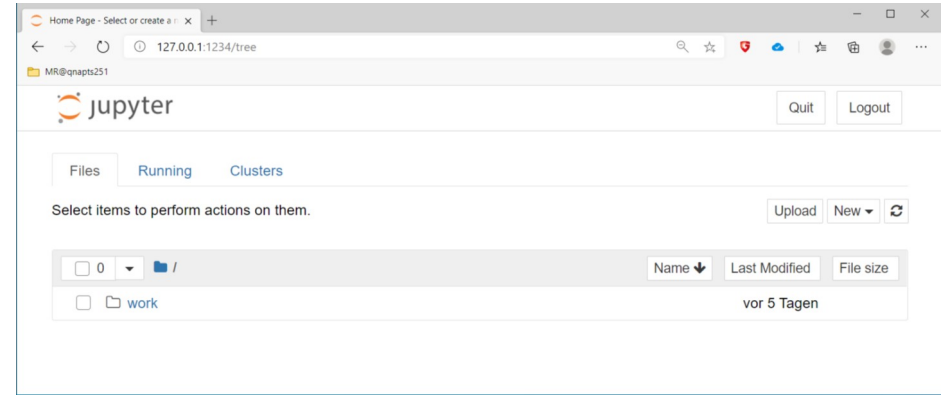 Home Page - Select or create a n
127.0.0.1:1234/tree
MR@qnapts251
jupyter
Quit
Logout
Files
Running
Clusters
Select items to perform actions on them.
Upload
New
0
/
Name
Last Modified
File size
work
vor 5 Tagen